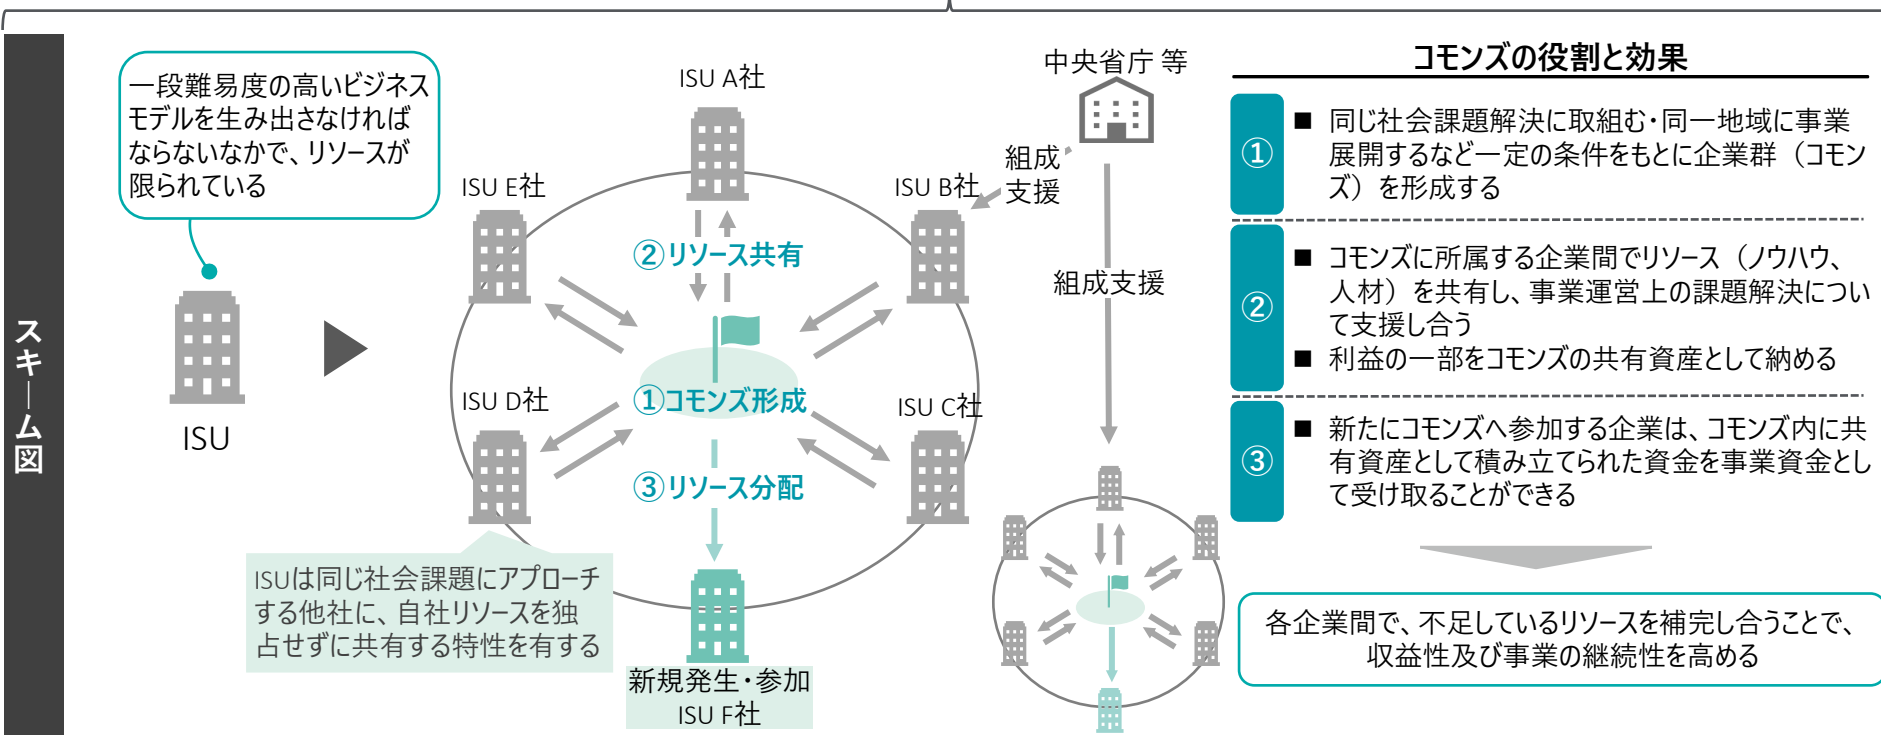 スキーム図
一段難易度の高いビジネス
モデルを生み出さなければ
ならないなかで、リソースが
限られている
ISU
ISU A社
ISU E社
ISU B社
②リソース共有
①コモンズ形成
ISU D社
ISU C社
③リソース分配
ISUは同じ社会課題にアプローチ
する他社に、自社リソースを独
占せずに共有する特性を有する
新規発生・参加
ISU F社
中央省庁 等
組成
支援
組成支援
コモンズの役割と効果
①
■ 同じ社会課題解決に取組む・同一地域に事業
展開するなど一定の条件をもとに企業群（コモン
ズ）を形成する
②
■ コモンズに所属する企業間でリソース（ノウハウ、
人材）を共有し、事業運営上の課題解決につい
て支援し合う
■ 利益の一部をコモンズの共有資産として納める
③
■ 新たにコモンズへ参加する企業は、コモンズ内に共
有資産として積み立てられた資金を事業資金とし
て受け取ることができる
各企業間で、不足しているリソースを補完し合うことで、
収益性及び事業の継続性を高める